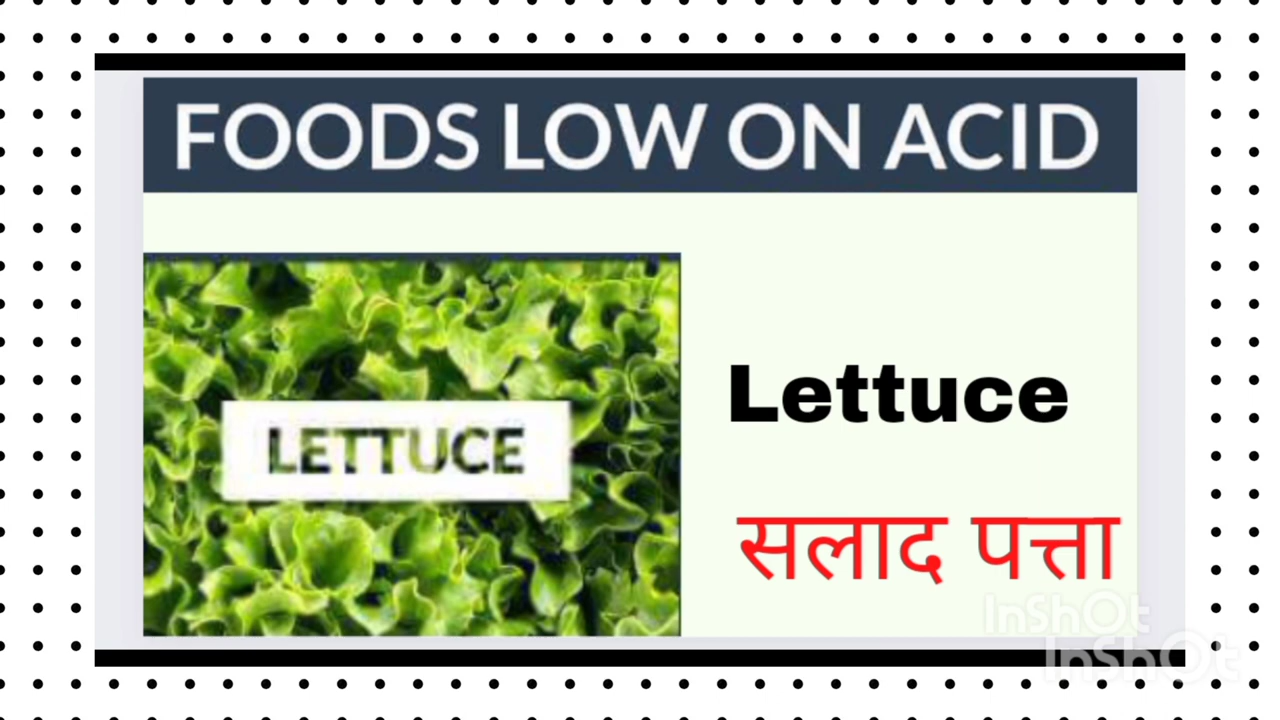 FOODS LOW ON ACID
LETTUCE
Lettuce
सलाद पत्ता
InShOt
InShOt